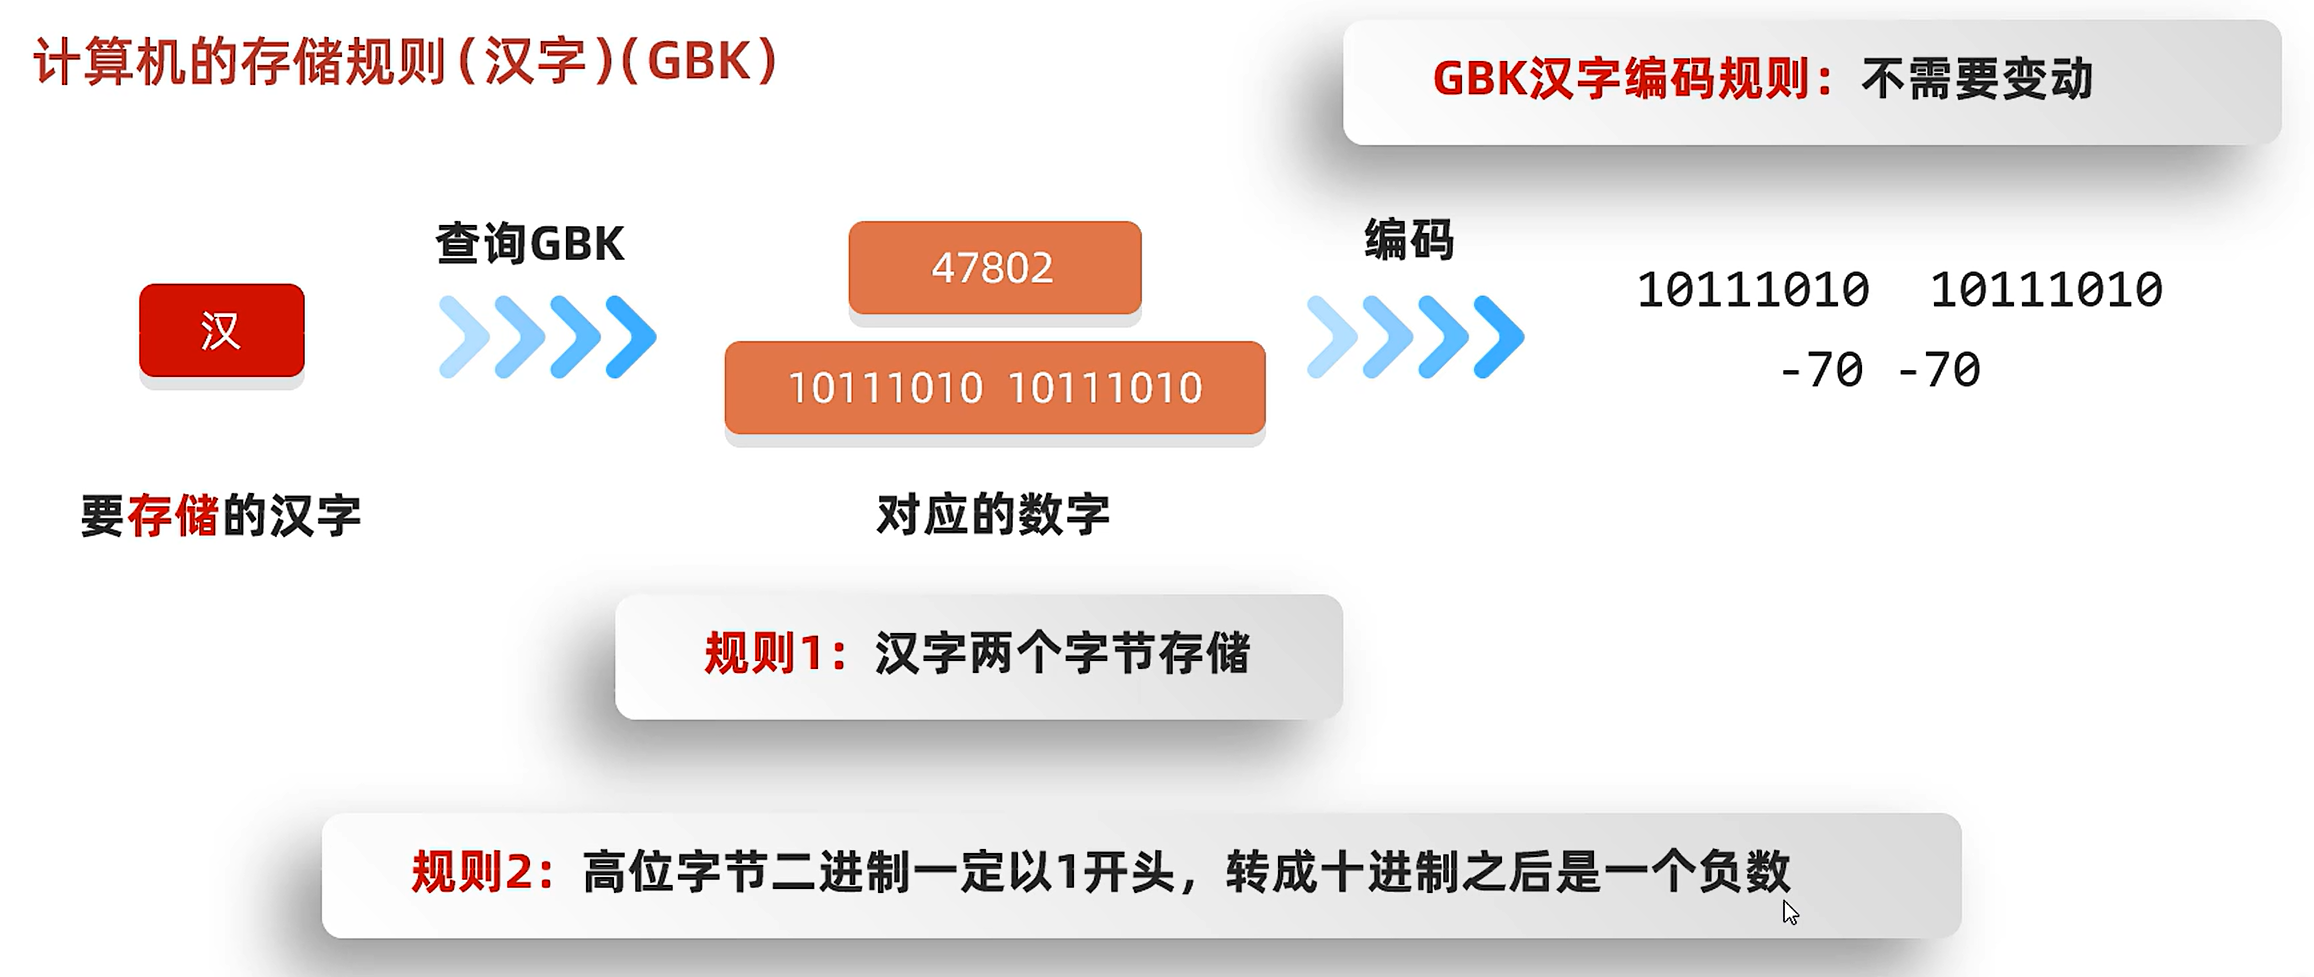 计算机的存储规则(汉字)(GBK)
GBK汉字编码规则：不需要变动
汉
查询GBK
47802
10111010 10111010
编码
10111010 10111010
-70 -70
要存储的汉字
对应的数字
规则1：汉字两个字节存储
规则2：高位字节二进制一定以1开头，转成十进制之后是一个负数